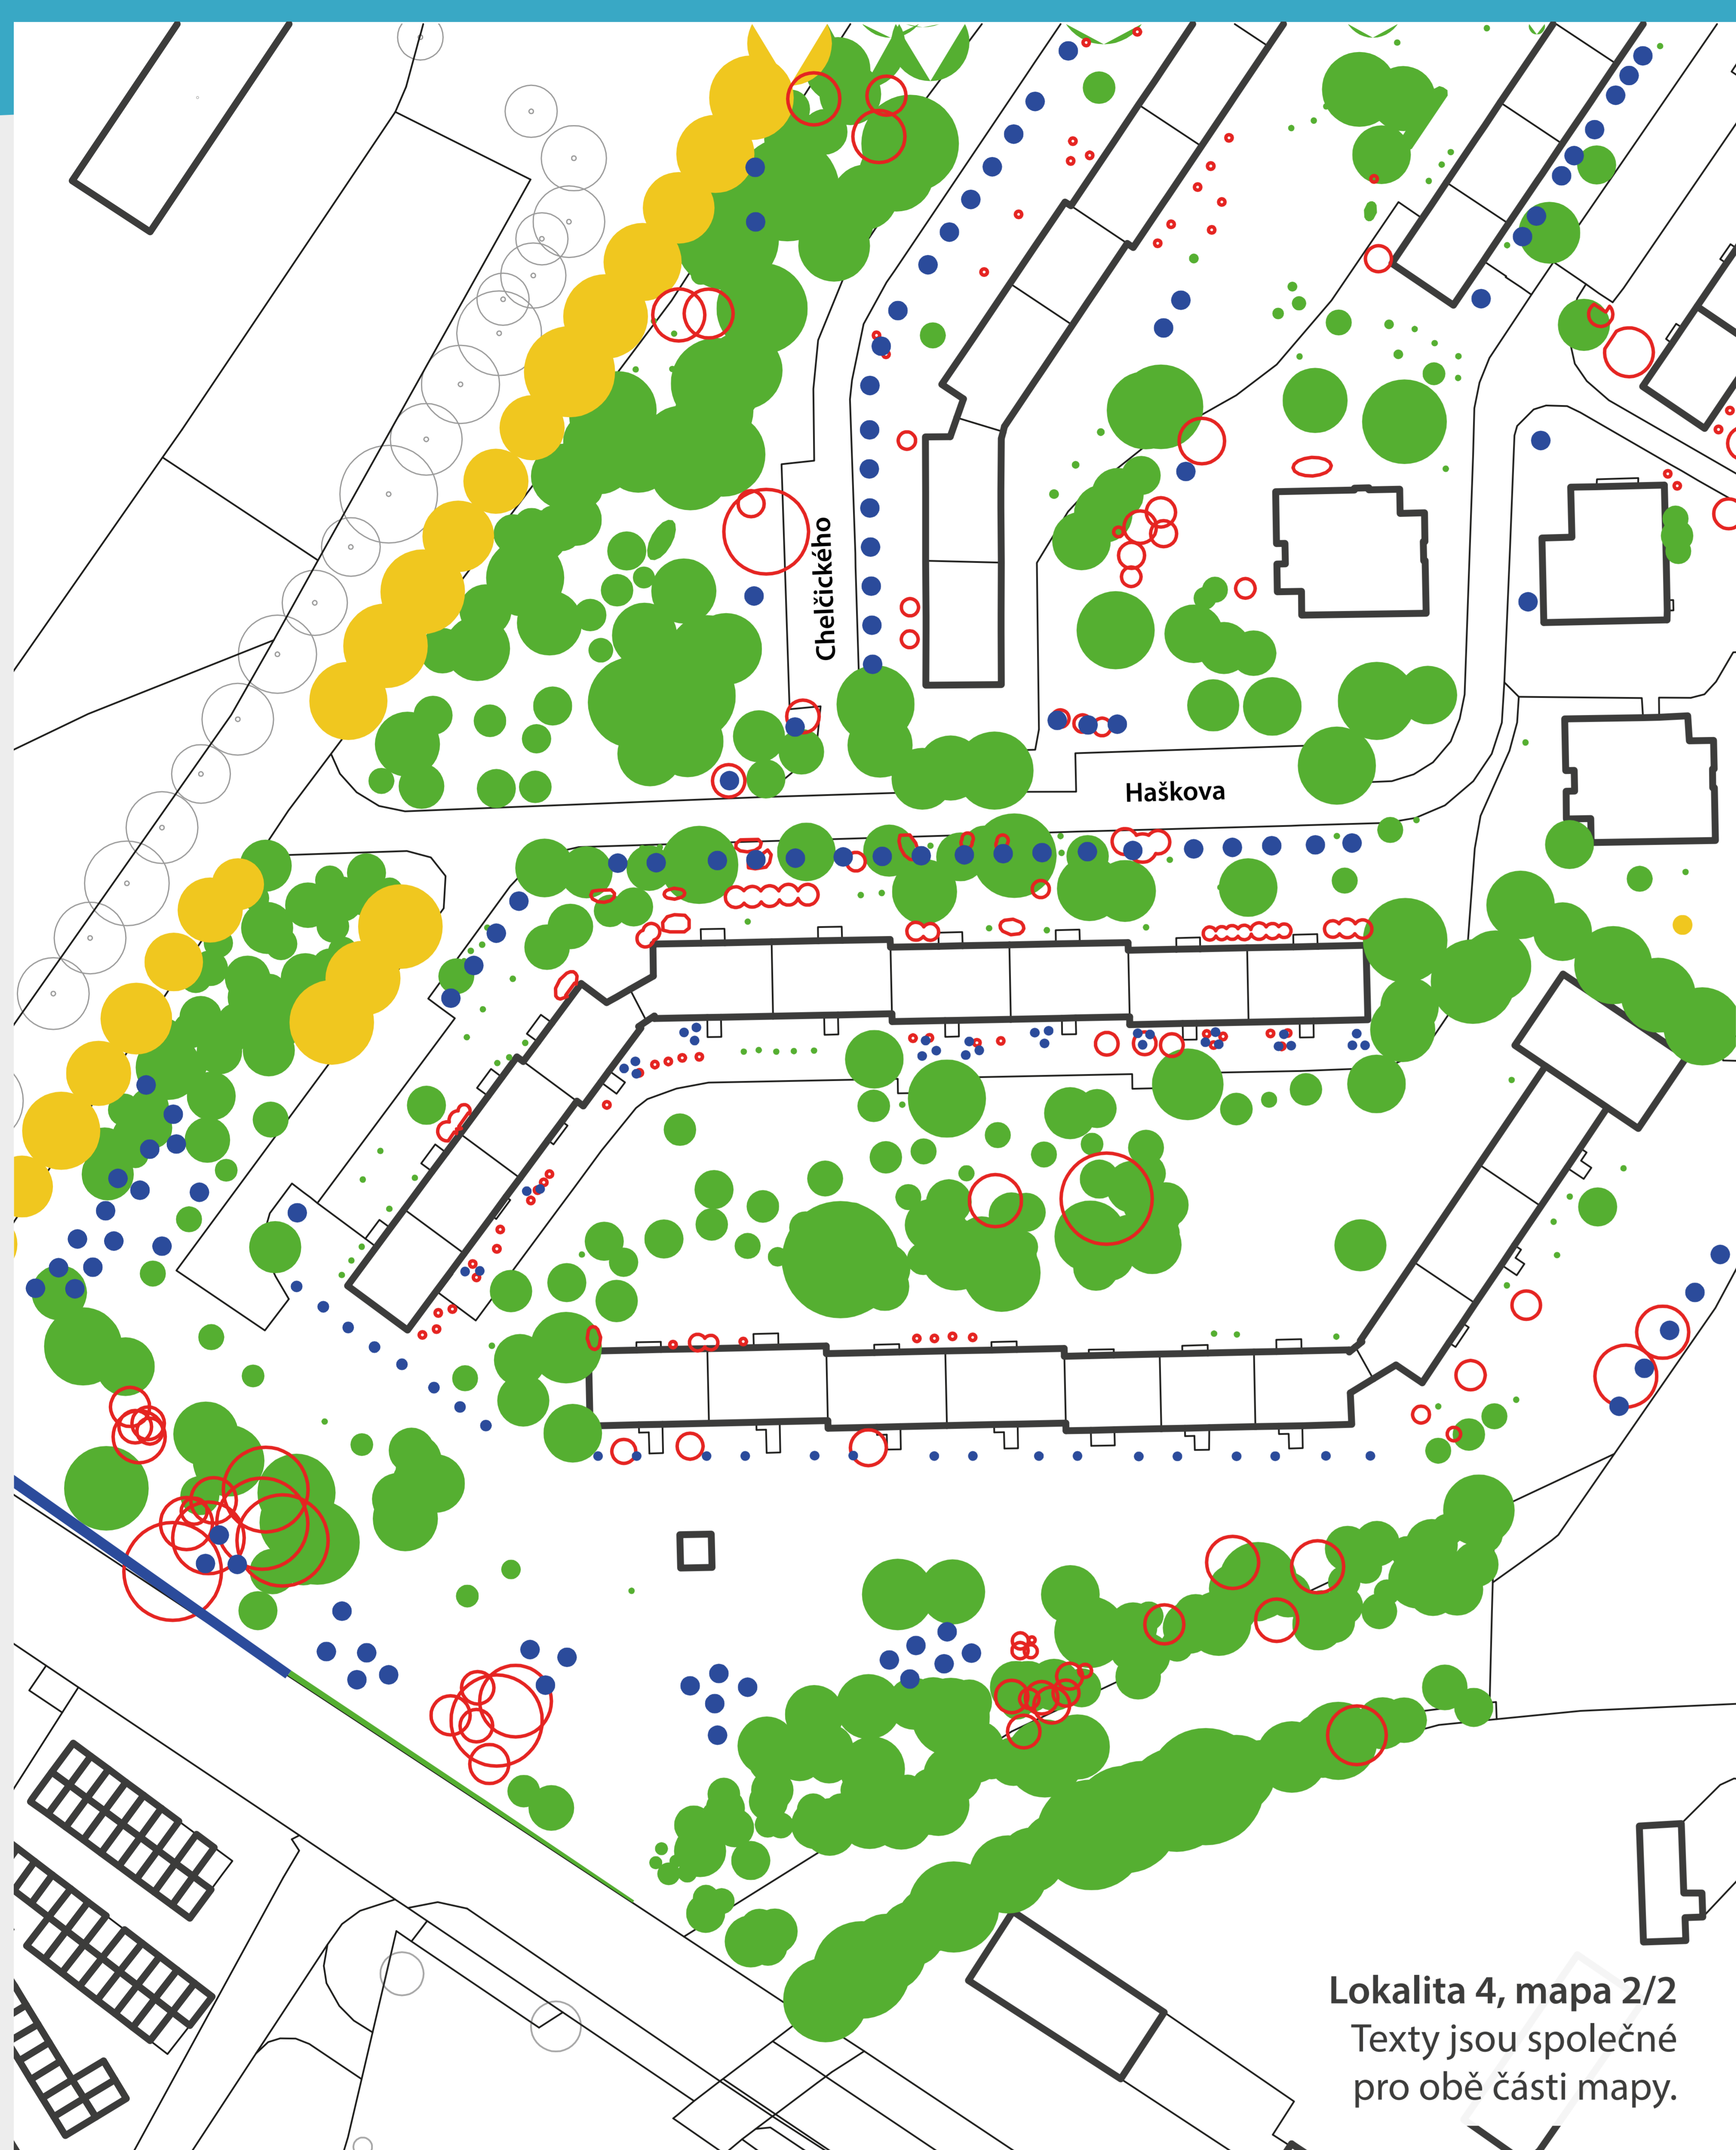 Chelčického
Haškova
Lokalita 4, mapa 2/2
Texty jsou společné
pro obě části mapy.